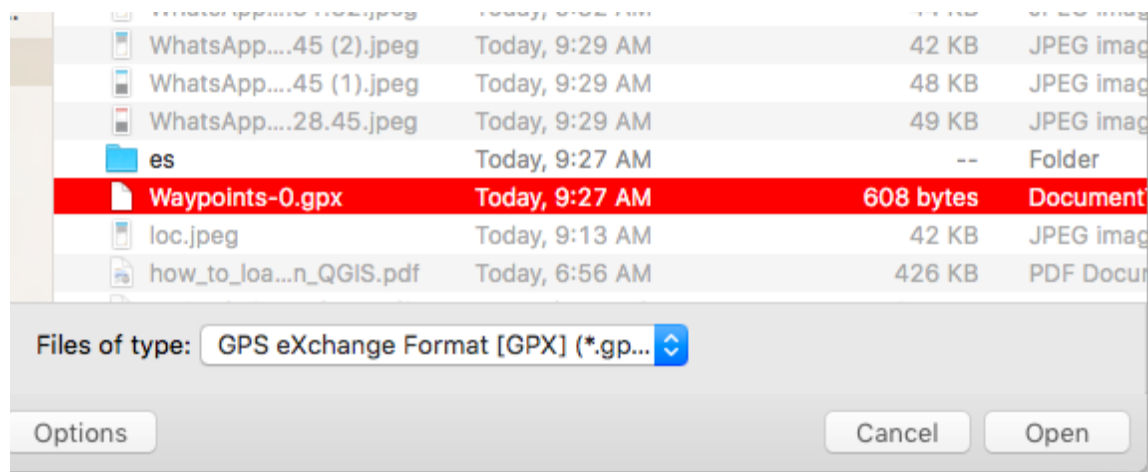 WhatsApp....45 (2).jpeg Today, 9:29 AM 42 KB JPEG imag
WhatsApp....45 (1).jpeg Today, 9:29 AM 48 KB JPEG imag
WhatsApp....28.45.jpeg Today, 9:29 AM 49 KB JPEG imag
es Today, 9:27 AM -- Folder
Waypoints-0.gpx Today, 9:27 AM 608 bytes Document
loc.jpeg Today, 9:13 AM 42 KB JPEG imag
how_to_loa...n_QGIS.pdf Today, 6:56 AM 426 KB PDF Docu
Files of type: GPS eXchange Format [GPX] (*.gp...
Options Cancel Open